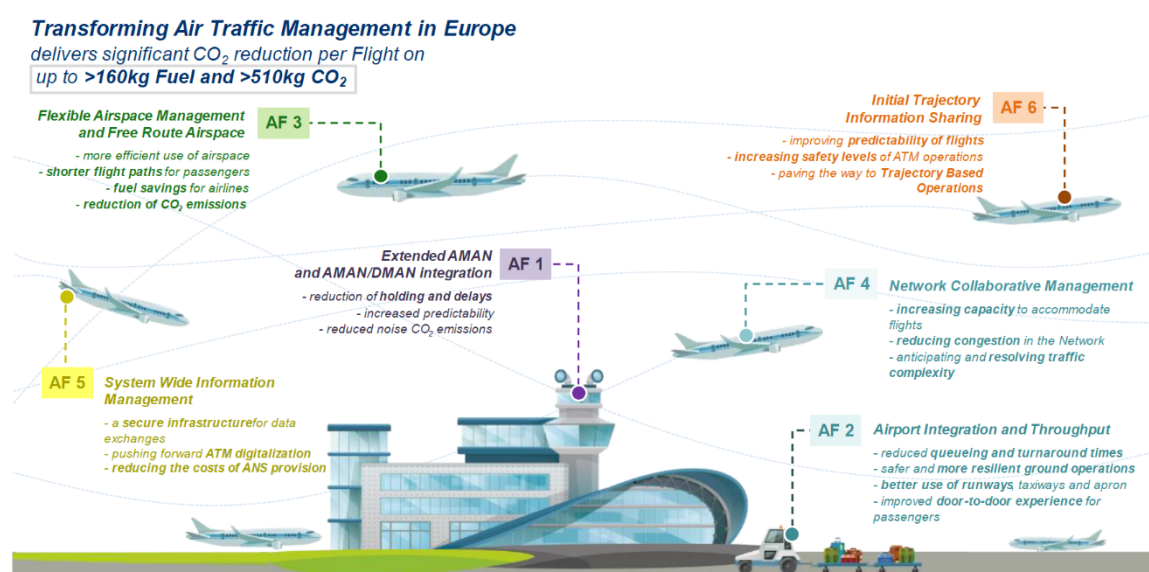 Transforming Air Traffic Management in Europe
delivers significant CO₂ reduction per Flight on
up to >160kg Fuel and >510kg CO₂
Flexible Airspace Management
and Free Route Airspace
AF 3
- more efficient use of airspace
- shorter flight paths for passengers
- fuel savings for airlines
- reduction of CO₂ emissions
Initial Trajectory
Information Sharing
AF 6
- improving predictability of flights
- increasing safety levels of ATM operations
- paving the way to Trajectory Based
Operations
Extended AMAN
and AMAN/DMAN integration
AF 1
- reduction of holding and delays
- increased predictability
- reduced noise CO₂ emissions
AF 4
Network Collaborative Management
- increasing capacity to accommodate
flights
- reducing congestion in the Network
- anticipating and resolving traffic
complexity
AF 5
System Wide Information
Management
- a secure infrastructurefor data
exchanges
- pushing forward ATM digitalization
- reducing the costs of ANS provision
AF 2
Airport Integration and Throughput
- reduced queueing and turnaround times
- safer and more resilient ground operations
- better use of runways, taxiways and apron
- improved door-to-door experience for
passengers